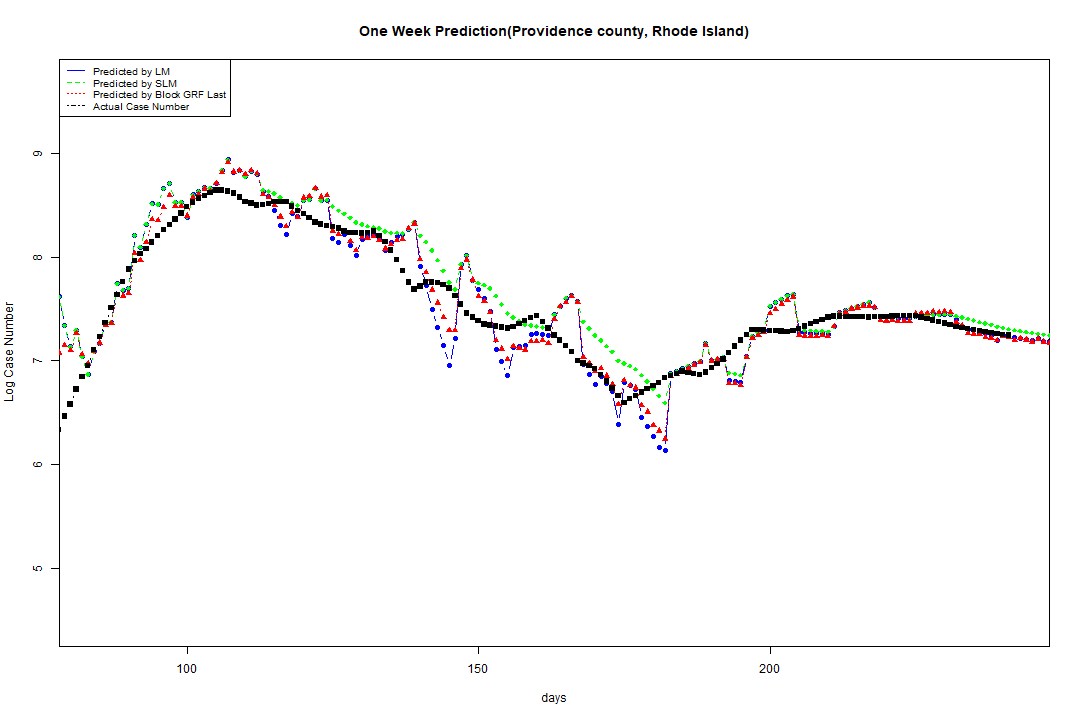 One Week Prediction(Providence county, Rhode Island)
Predicted by LM
Predicted by SLM
Predicted by Block GRF Last
Actual Case Number
9
8
7
6
5
Log Case Number
100 150 200
days